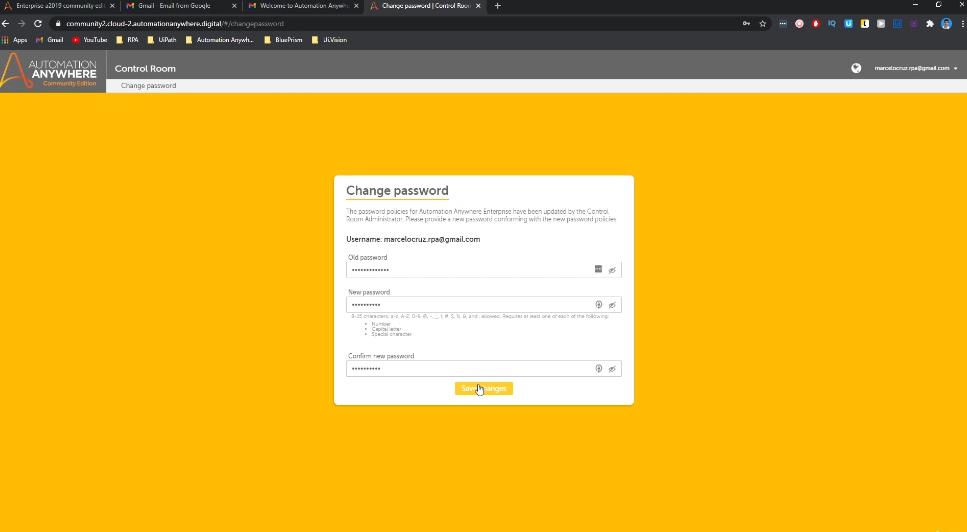 Enterprise a2019 community edi
Gmail - Email from Google
Welcome to Automation Anywhe
Change password | Control Roon
community2.cloud-2.automationanywhere.digital/#/changepassword
Apps
Gmail
YouTube
RPA
UiPath
Automation Anywh...
BluePrism
Ui.Vision
AUTOMATION
ANYWHERE
Community Edition
Control Room
marcelocruz.rpa@gmail.com
Change password
Change password
The password policies for Automation Anywhere Enterprise have been updated by the Control
Room Administrator. Please provide a new password conforming with the new password policies
Username: marcelocruz.rpa@gmail.com
Old password
•••••••••••••
New password
••••••••••
8-15 characters; a-z, A-Z, 0-9, @, -, _, !, #, $, %, &, and . allowed. Requires at least one of each of the following:
• Number
• Capital letter
• Special character
Confirm new password
••••••••••
Save changes